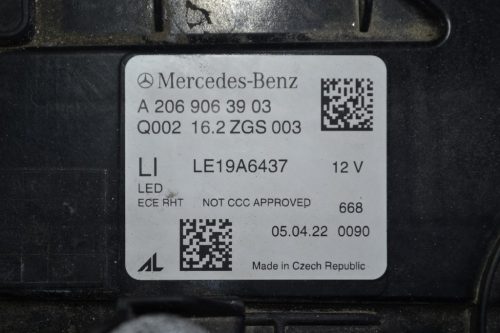 Mercedes-Benz
A 206 906 39 03
Q002 16.2 ZGS 003
LI LE19A6437 12 V
LED
ECE RHT NOT CCC APPROVED
668
05.04.22 0090
AL Made in Czech Republic